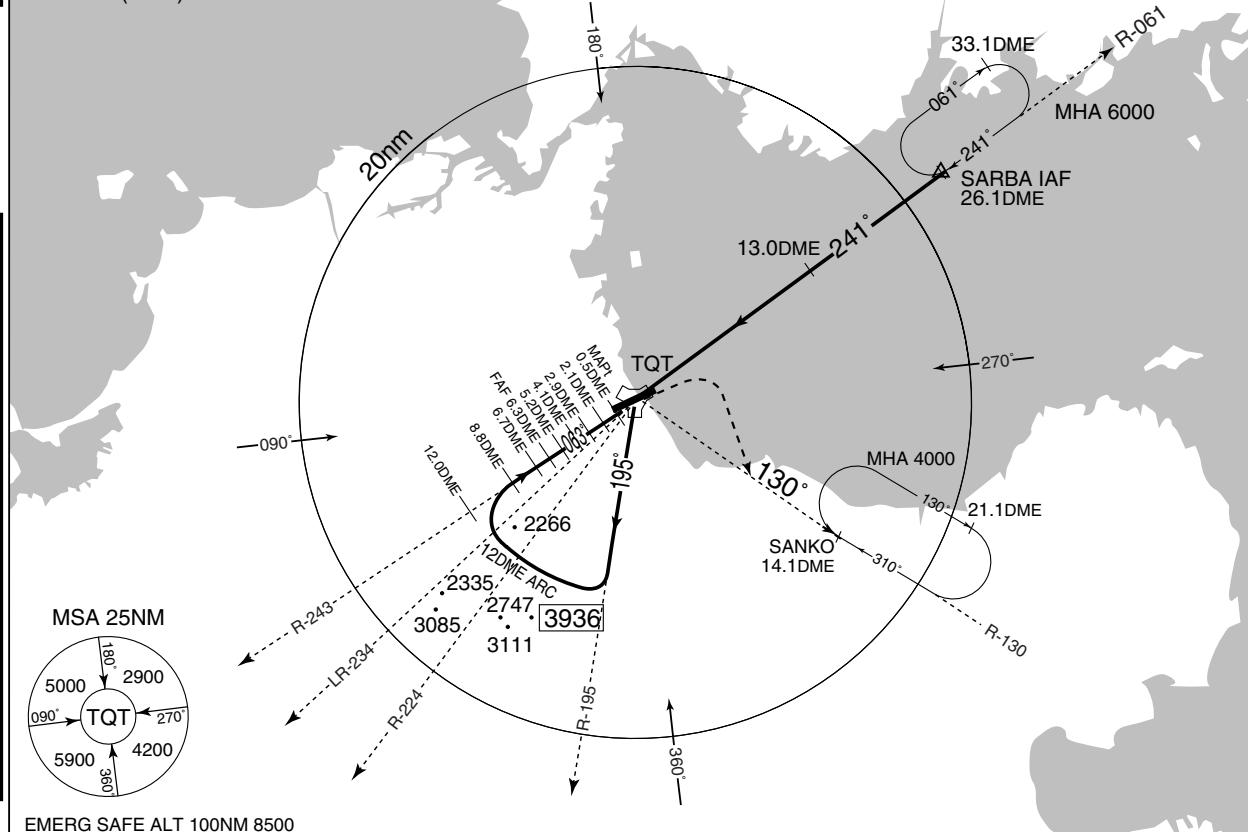 180°
33.1DME
R-061
061°
MHA 6000
20nm
241°
SARBA IAF
26.1DME
241°
13.0DME
TQT
270°
MAPt
0.5DME
2.1DME
2.9DME
4.1DME
5.2DME
FAF 6.3DME
6.7DME
8.8DME
12.0DME
063°
090°
195°
130°
MHA 4000
130°
21.1DME
SANKO
14.1DME
310°
2266
12DME ARC
2335
3085
2747
3936
3111
R-243
LR-234
R-224
R-195
R-130
360°
MSA 25NM
180°
5000
2900
090°
TQT
270°
5900
4200
360°
EMERG SAFE ALT 100NM 8500